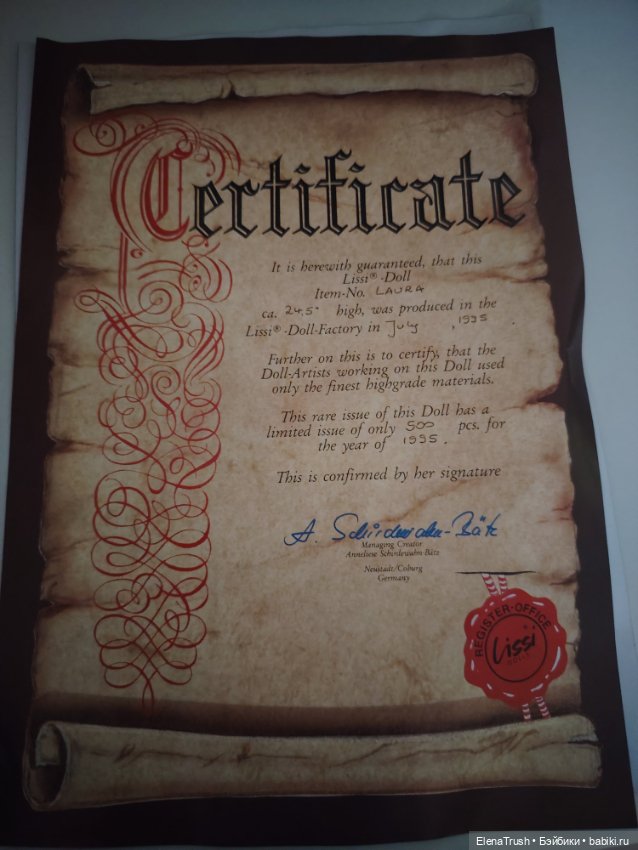 Certificate
It is herewith guaranteed, that this
Lissi® -Doll
Item-No. LAURA
ca. 24.5" high, was produced in the
Lissi® -Doll-Factory in July , 1995
Further on this is to certify, that the
Doll-Artists working on this Doll used
only the finest highgrade materials.
This rare issue of this Doll has a
limited issue of only 500 pcs. for
the year of 1995.
This is confirmed by her signature
A. Schirdewahn-Bätz
Managing Creator
Anneliese Schirdewahn-Bätz
Neustadt/Coburg
Germany
REGISTER-OFFICE
Lissi
DOLLS
ElenaTrush • Бэйбики • babiki.ru